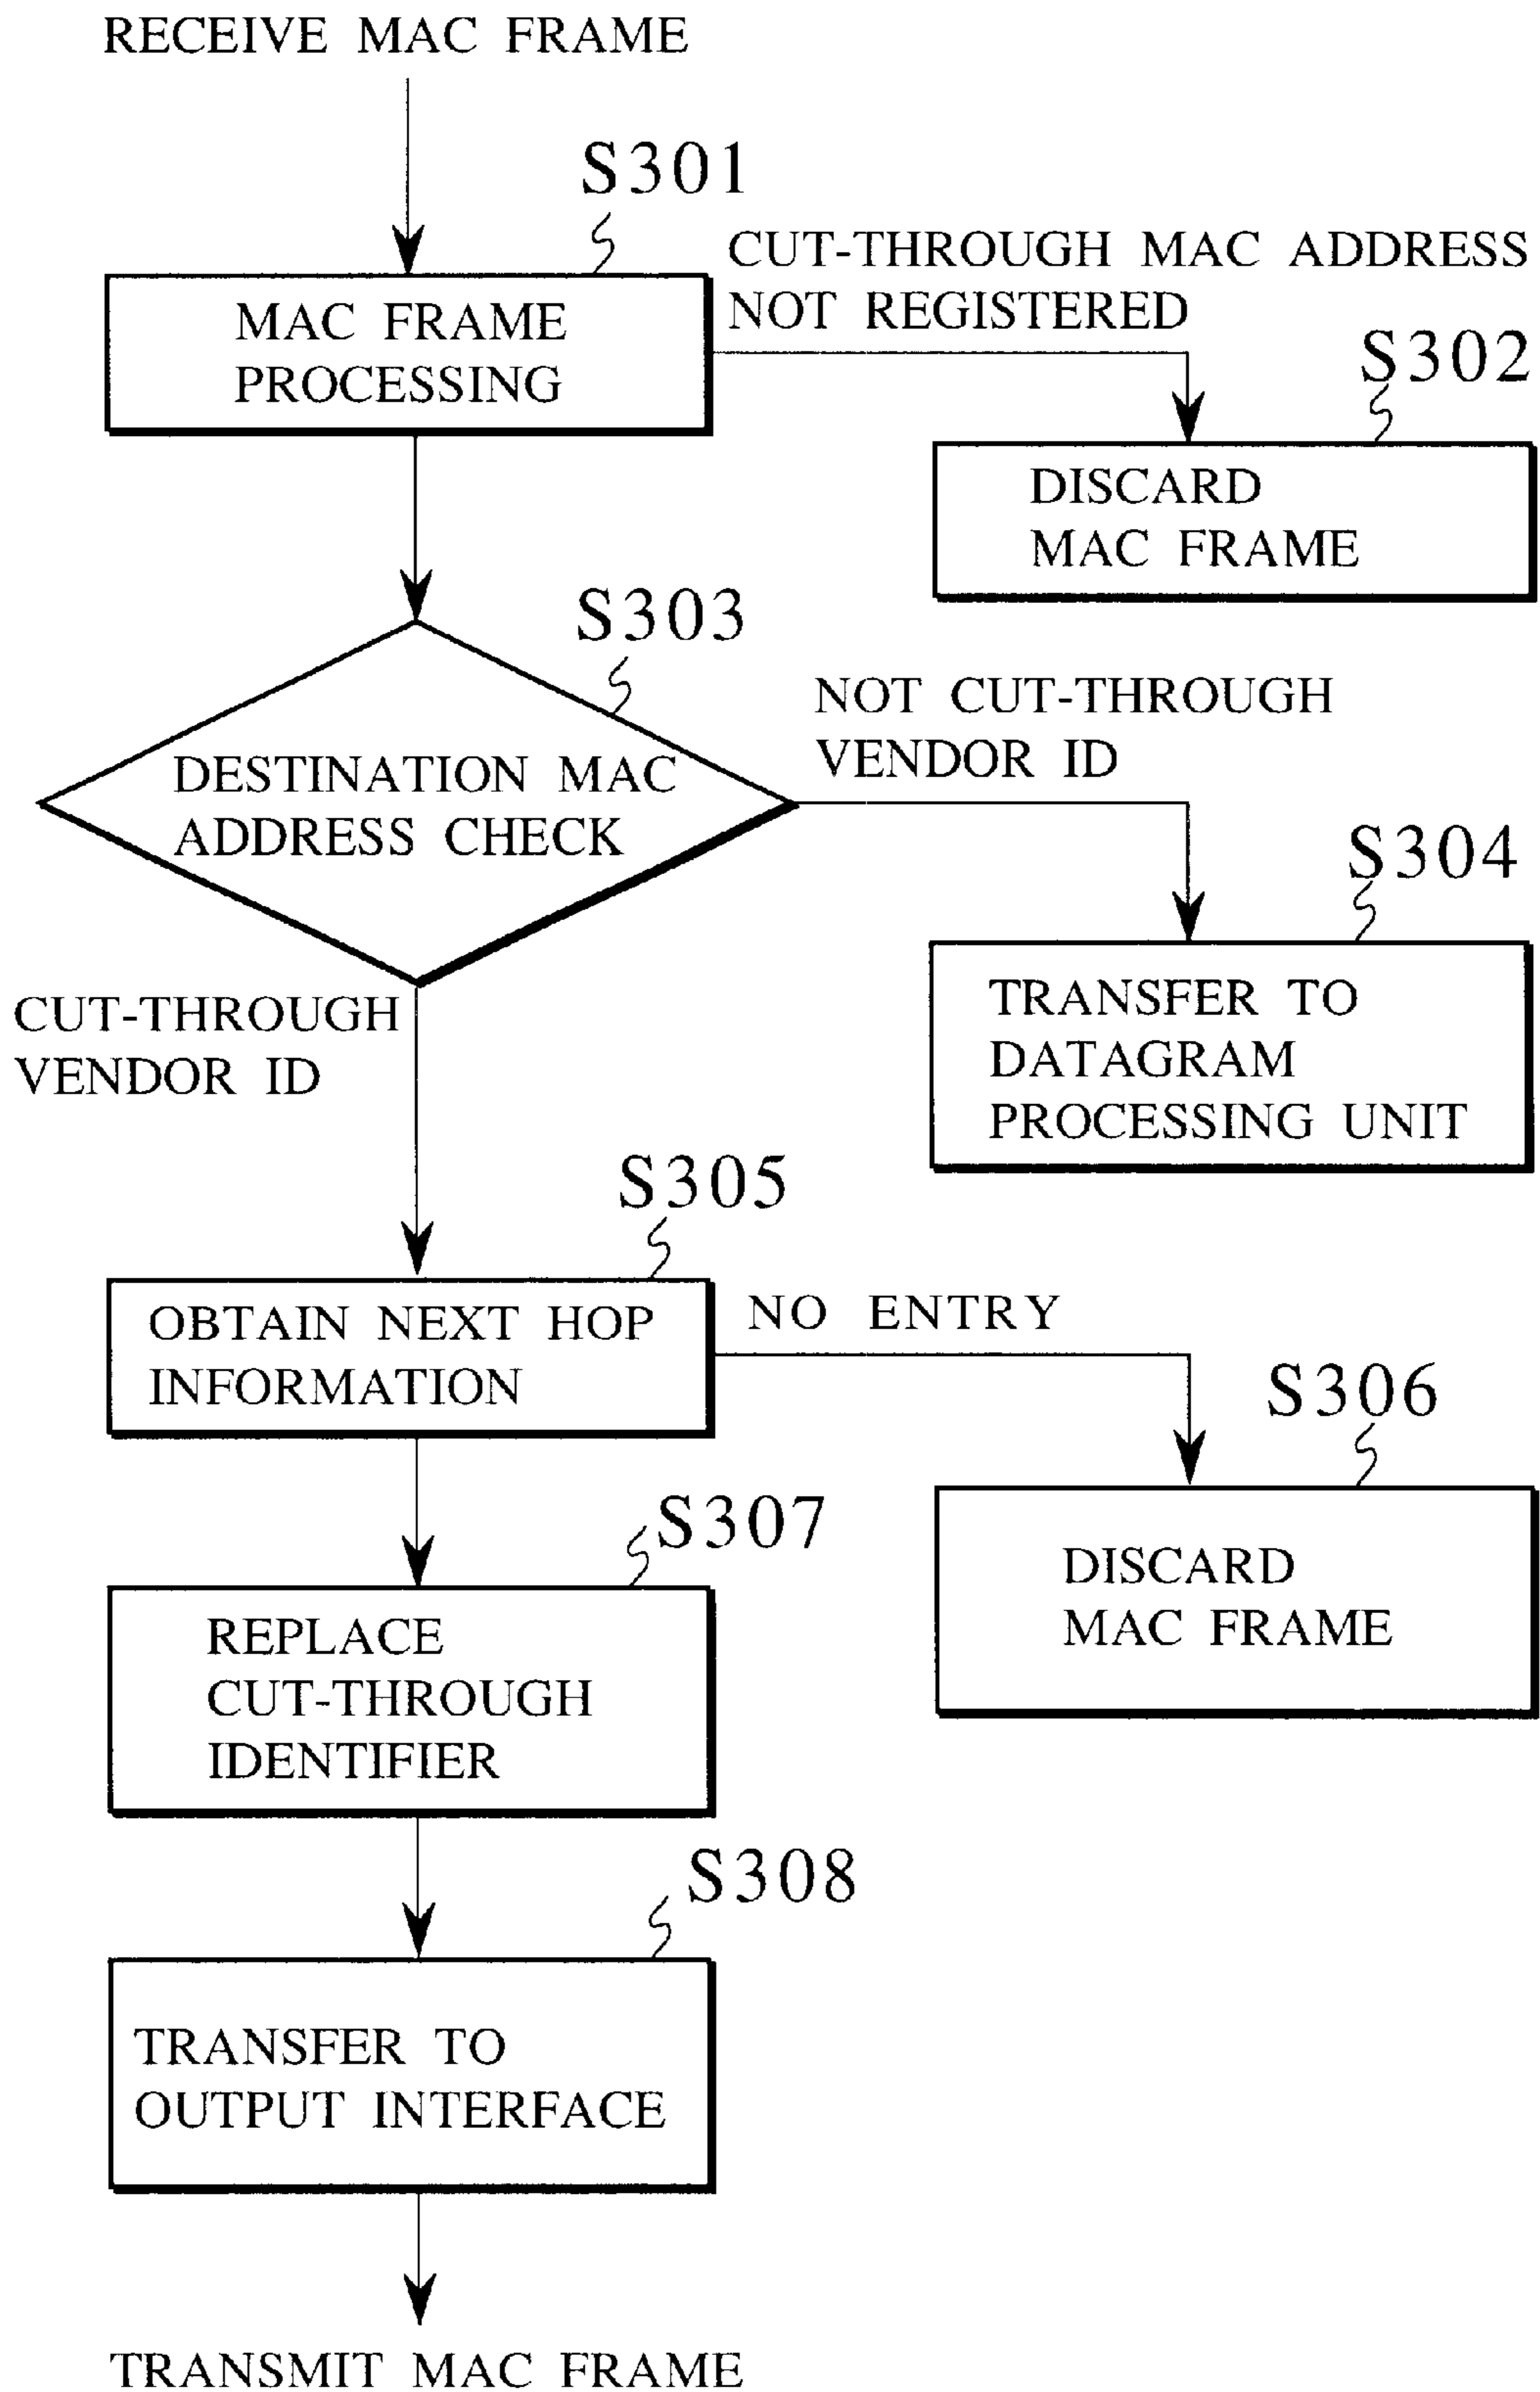 RECEIVE MAC FRAME
S301
CUT-THROUGH MAC ADDRESS
NOT REGISTERED
MAC FRAME
PROCESSING
S302
DISCARD
MAC FRAME
S303
NOT CUT-THROUGH
VENDOR ID
DESTINATION MAC
ADDRESS CHECK
S304
TRANSFER TO
DATAGRAM
PROCESSING UNIT
CUT-THROUGH
VENDOR ID
S305
OBTAIN NEXT HOP
INFORMATION
NO ENTRY
S306
DISCARD
MAC FRAME
S307
REPLACE
CUT-THROUGH
IDENTIFIER
S308
TRANSFER TO
OUTPUT INTERFACE
TRANSMIT MAC FRAME